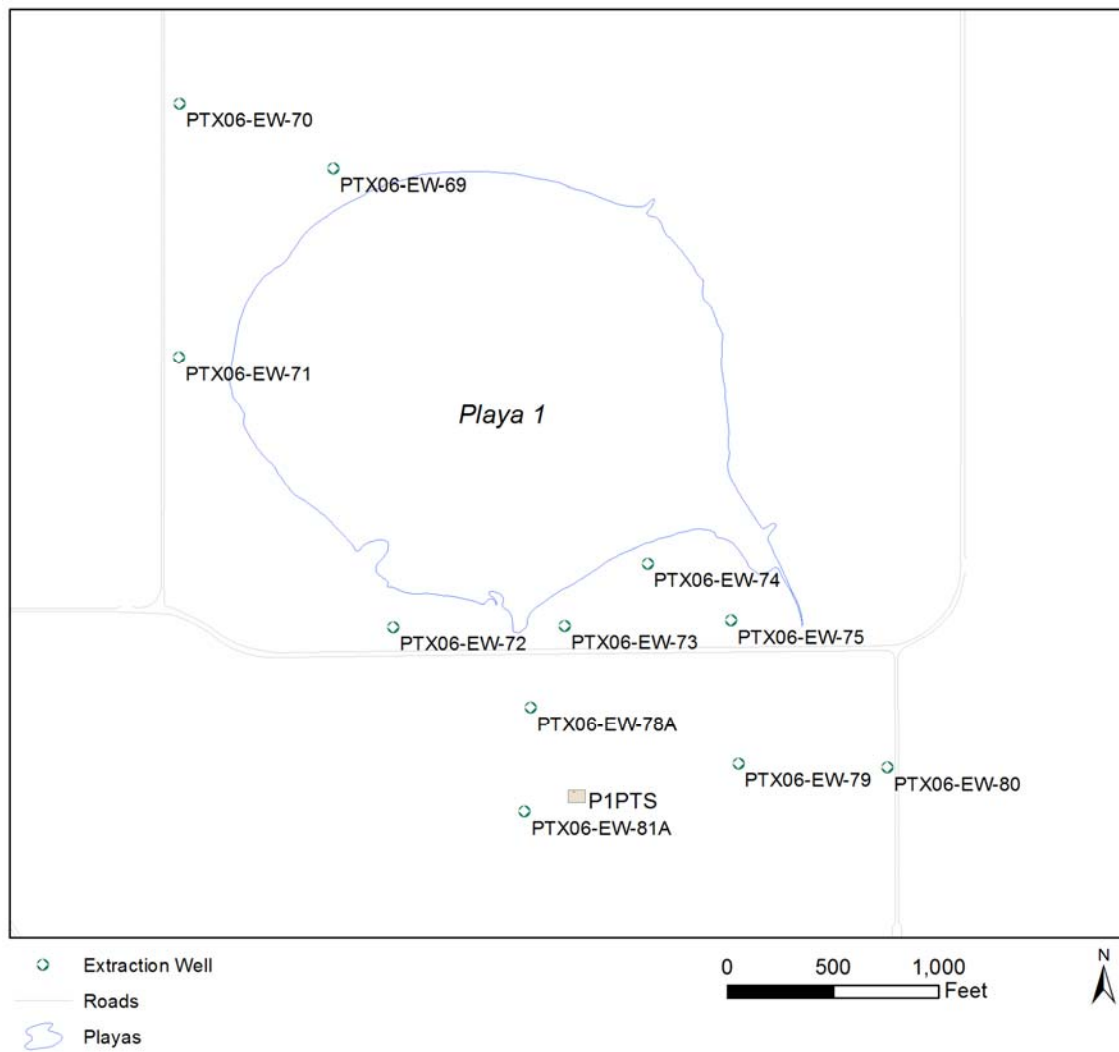 PTX06-EW-70
PTX06-EW-69
PTX06-EW-71
Playa 1
PTX06-EW-74
PTX06-EW-72
PTX06-EW-73
PTX06-EW-75
PTX06-EW-78A
PTX06-EW-79
PTX06-EW-80
P1PTS
PTX06-EW-81A
Extraction Well
Roads
Playas
0 500 1,000
Feet
N